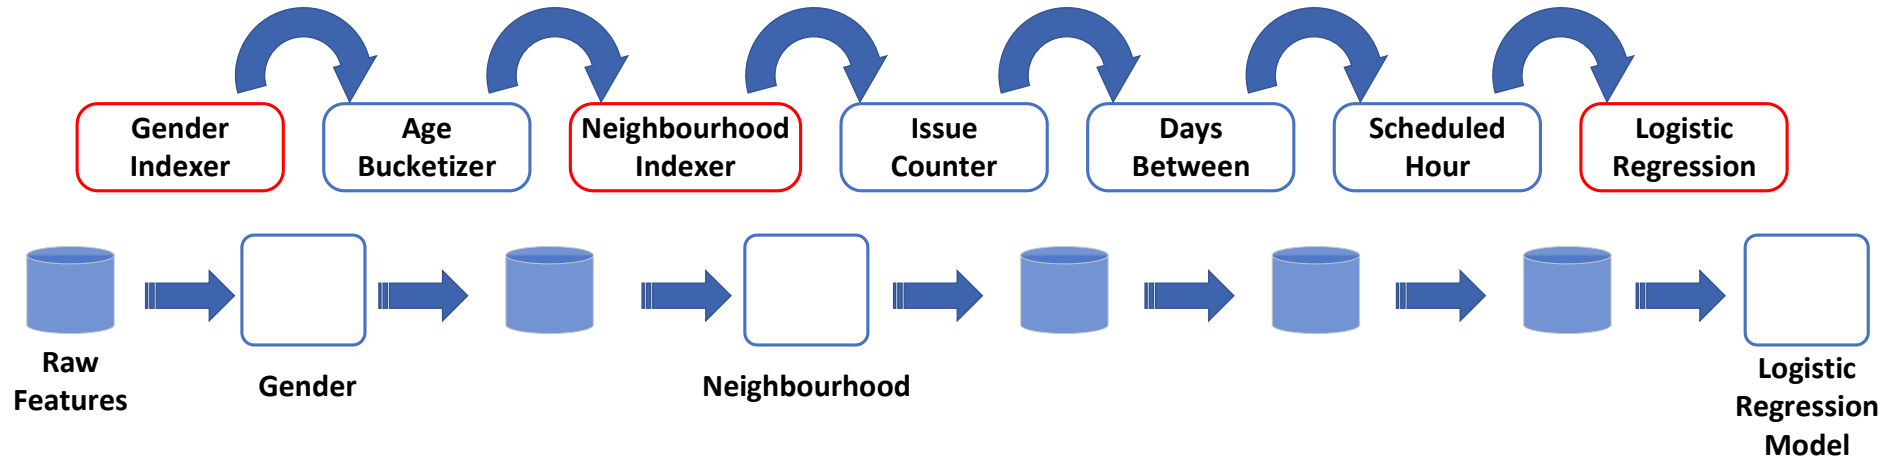 Gender
Indexer
Age
Bucketizer
Neighbourhood
Indexer
Issue
Counter
Days
Between
Scheduled
Hour
Logistic
Regression
Raw
Features
Gender
Neighbourhood
Logistic
Regression
Model